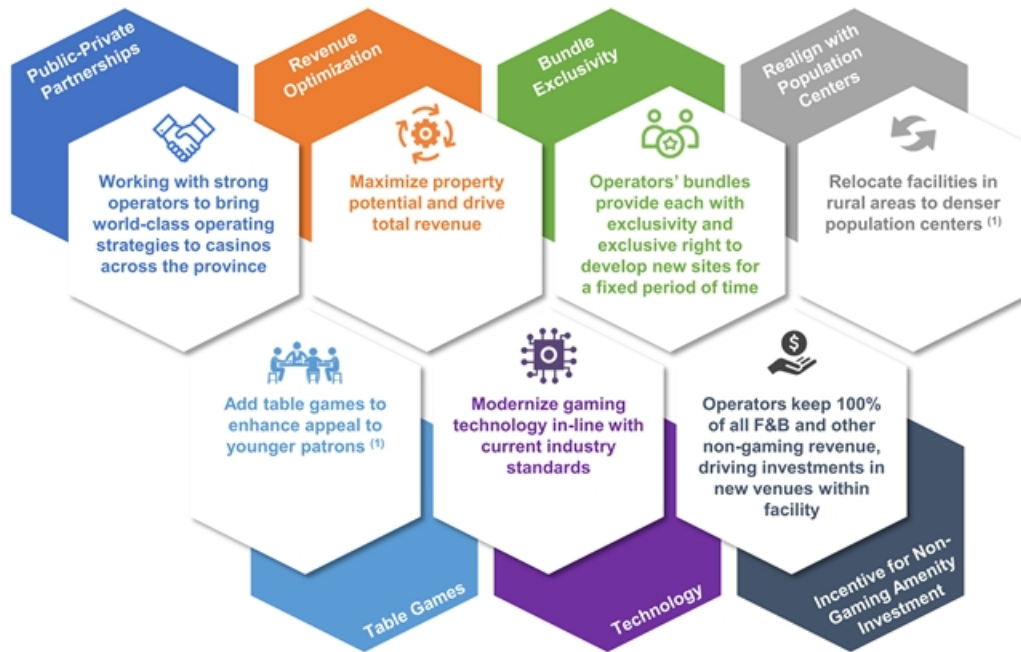 Public-Private
Partnerships
Working with strong
operators to bring
world-class operating
strategies to casinos
across the province
Revenue
Optimization
Maximize property
potential and drive
total revenue
Bundle
Exclusivity
Operators' bundles
provide each with
exclusivity and
exclusive right to
develop new sites for
a fixed period of time
Realign with
Population
Centers
Relocate facilities in
rural areas to denser
population centers (1)
Add table games to
enhance appeal to
younger patrons (1)
Table Games
Modernize gaming
technology in-line with
current industry
standards
Technology
$
Operators keep 100%
of all F&B and other
non-gaming revenue,
driving investments in
new venues within
facility
Incentive for Non-
Gaming Amenity
Investment